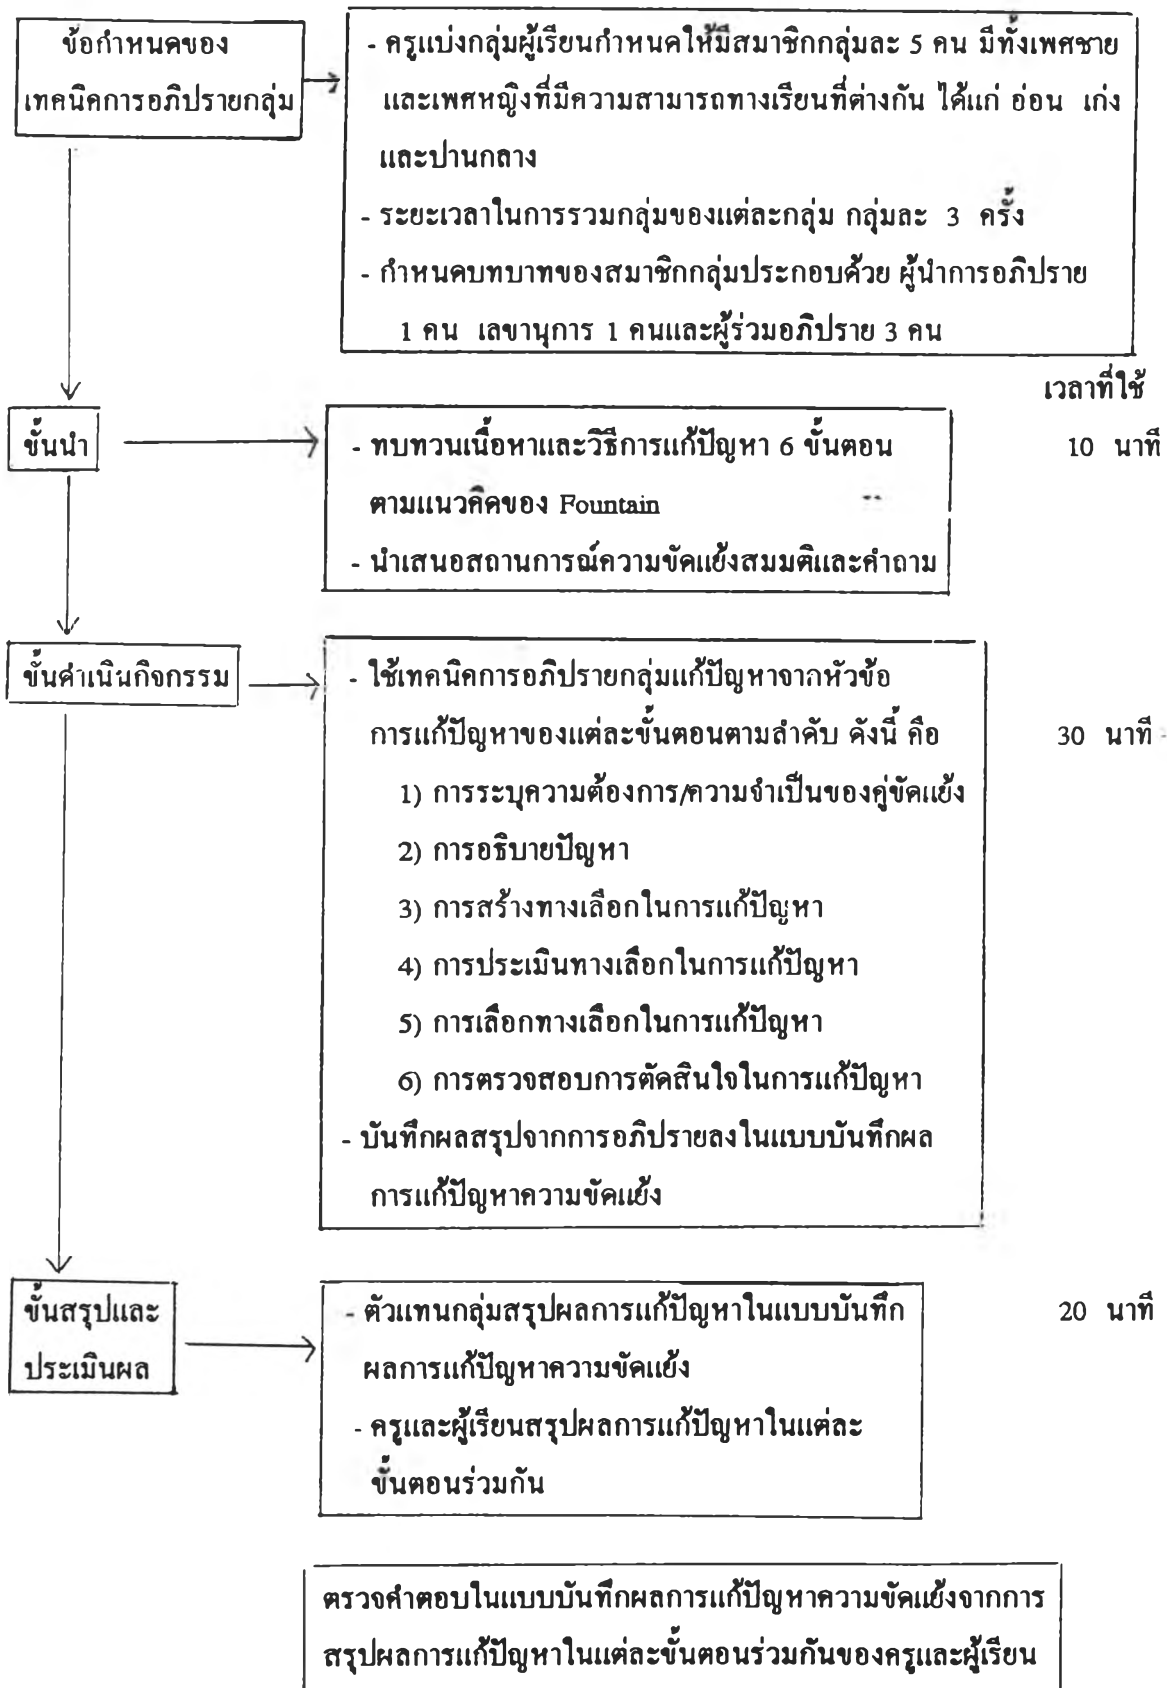 ข้อกำหนดของ
เทคนิคการอภิปรายกลุ่ม
- ครูแบ่งกลุ่มผู้เรียนกำหนดให้มีสมาชิกกลุ่มละ 5 คน มีทั้งเพศชาย
และเพศหญิงที่มีความสามารถทางเรียนที่ต่างกัน ได้แก่ อ่อน เก่ง
และปานกลาง
- ระยะเวลาในการรวมกลุ่มของแต่ละกลุ่ม กลุ่มละ 3 ครั้ง
- กำหนดบทบาทของสมาชิกกลุ่มประกอบด้วย ผู้นำการอภิปราย
1 คน เลขานุการ 1 คนและผู้ร่วมอภิปราย 3 คน
เวลาที่ใช้
ขั้นนำ
- ทบทวนเนื้อหาและวิธีการแก้ปัญหา 6 ขั้นตอน
ตามแนวคิดของ Fountain
- นำเสนอสถานการณ์ความขัดแย้งสมมติและคำถาม
10 นาที
ขั้นดำเนินกิจกรรม
- ใช้เทคนิคการอภิปรายกลุ่มแก้ปัญหาจากหัวข้อ
การแก้ปัญหาของแต่ละขั้นตอนตามลำดับ ดังนี้ คือ
30 นาที
1) การระบุความต้องการ/ความจำเป็นของคู่ขัดแย้ง
2) การอธิบายปัญหา
3) การสร้างทางเลือกในการแก้ปัญหา
4) การประเมินทางเลือกในการแก้ปัญหา
5) การเลือกทางเลือกในการแก้ปัญหา
6) การตรวจสอบการตัดสินใจในการแก้ปัญหา
- บันทึกผลสรุปจากการอภิปรายลงในแบบบันทึกผล
การแก้ปัญหาความขัดแย้ง
ขั้นสรุปและ
ประเมินผล
- ตัวแทนกลุ่มสรุปผลการแก้ปัญหาในแบบบันทึก
ผลการแก้ปัญหาความขัดแย้ง
- ครูและผู้เรียนสรุปผลการแก้ปัญหาในแต่ละ
ขั้นตอนร่วมกัน
20 นาที
ตรวจคำตอบในแบบบันทึกผลการแก้ปัญหาความขัดแย้งจากการ
สรุปผลการแก้ปัญหาในแต่ละขั้นตอนร่วมกันของครูและผู้เรียน